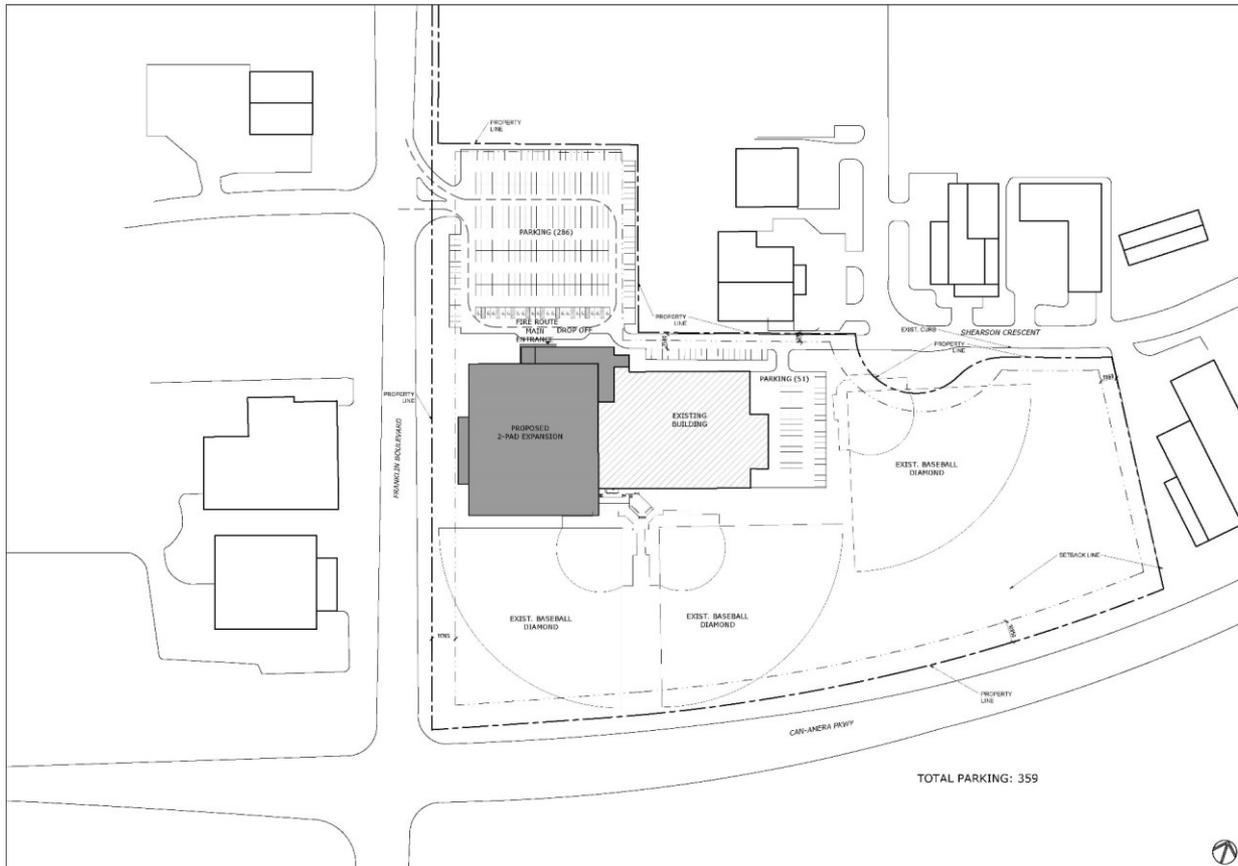 PROPERTY
LINE
PARKING (286)
FIRE ROUTE
MAIN
ENTRANCE
DROP OFF
PROPERTY
LINE
SHEARSON CRESCENT
EXIST. CURB
PROPERTY
LINE
PARKING (51)
PROPERTY
LINE
FRANKLIN BOULEVARD
PROPOSED
2-PAD EXPANSION
EXISTING
BUILDING
EXIST. BASEBALL
DIAMOND
SETBACK LINE
EXIST. BASEBALL
DIAMOND
EXIST. BASEBALL
DIAMOND
PROPERTY
LINE
CAN-AMERA PKWY
TOTAL PARKING: 359